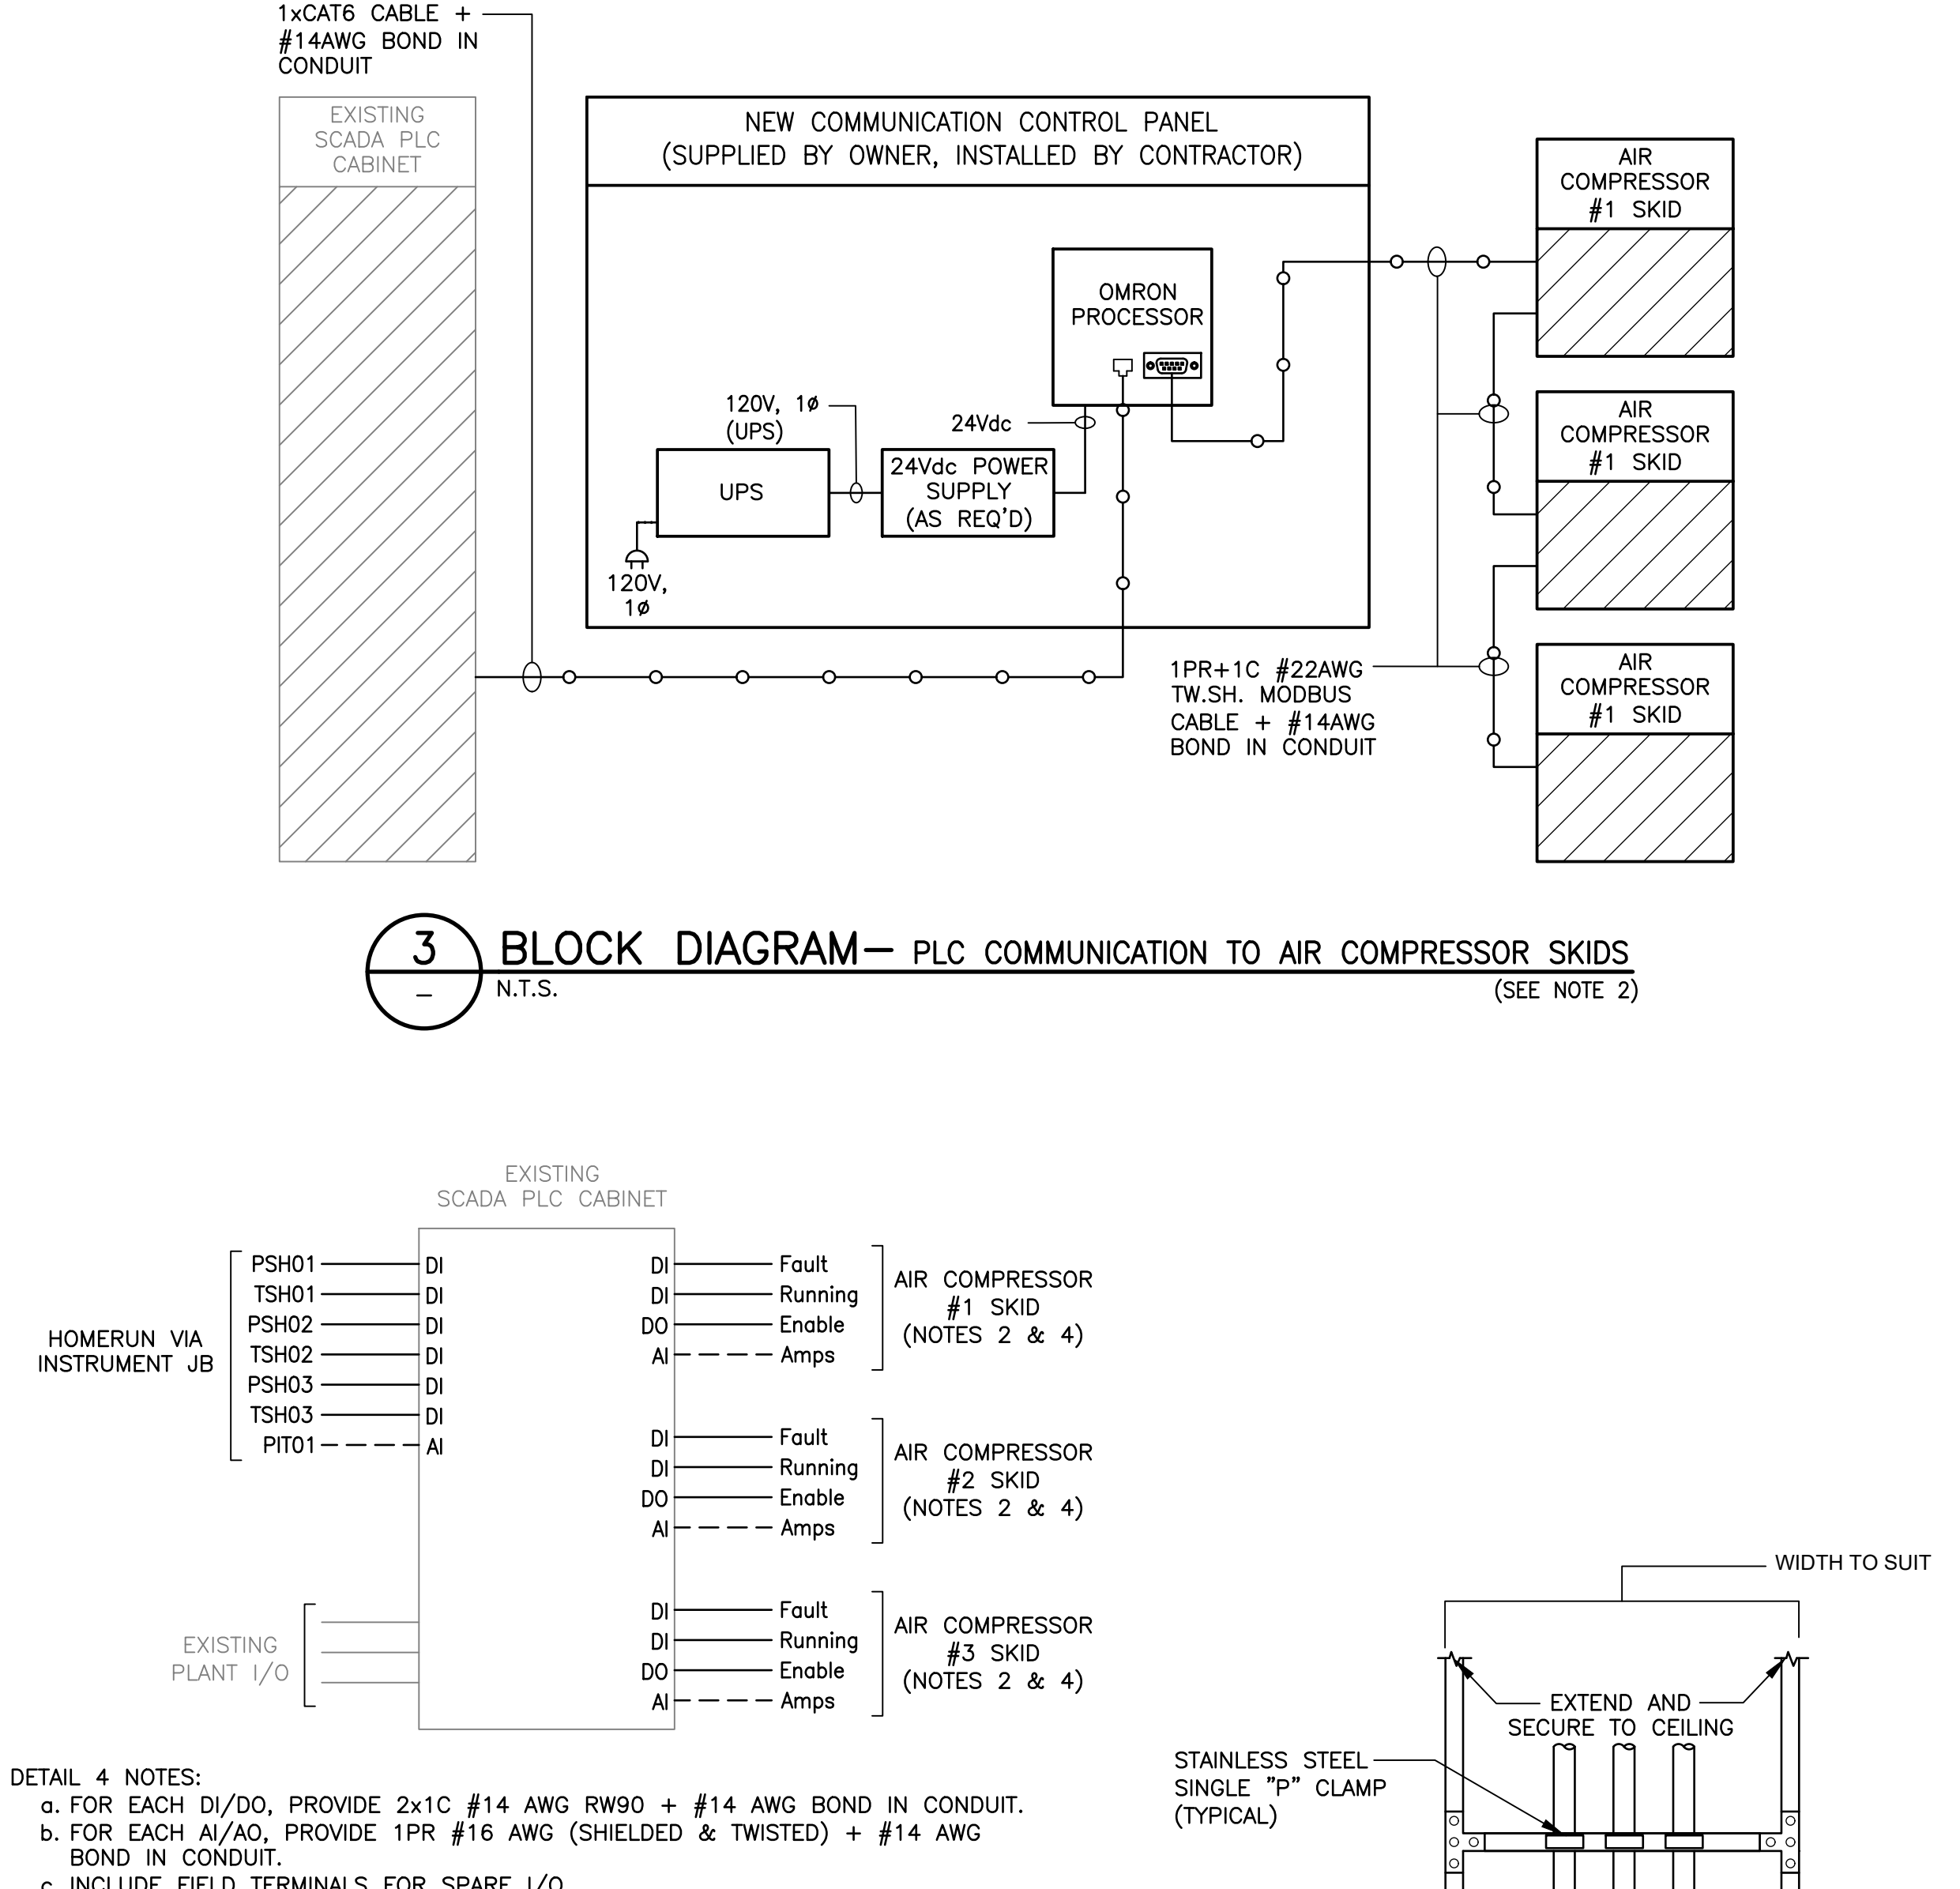 1xCAT6 CABLE +
#14AWG BOND IN
CONDUIT
EXISTING
SCADA PLC
CABINET
NEW COMMUNICATION CONTROL PANEL
(SUPPLIED BY OWNER, INSTALLED BY CONTRACTOR)
OMRON
PROCESSOR
120V, 1ø
(UPS)
24Vdc
UPS
24Vdc POWER
SUPPLY
(AS REQ'D)
120V,
1ø
AIR
COMPRESSOR
#1 SKID
AIR
COMPRESSOR
#1 SKID
AIR
COMPRESSOR
#1 SKID
1PR+1C #22AWG
TW.SH. MODBUS
CABLE + #14AWG
BOND IN CONDUIT
3
–
BLOCK DIAGRAM– PLC COMMUNICATION TO AIR COMPRESSOR SKIDS
N.T.S.
(SEE NOTE 2)
EXISTING
SCADA PLC CABINET
HOMERUN VIA
INSTRUMENT JB
PSH01 DI
TSH01 DI
PSH02 DI
TSH02 DI
PSH03 DI
TSH03 DI
PIT01 AI
EXISTING
PLANT I/O
DI Fault
DI Running
DO Enable
AI Amps
AIR COMPRESSOR
#1 SKID
(NOTES 2 & 4)
DI Fault
DI Running
DO Enable
AI Amps
AIR COMPRESSOR
#2 SKID
(NOTES 2 & 4)
DI Fault
DI Running
DO Enable
AI Amps
AIR COMPRESSOR
#3 SKID
(NOTES 2 & 4)
DETAIL 4 NOTES:
a. FOR EACH DI/DO, PROVIDE 2x1C #14 AWG RW90 + #14 AWG BOND IN CONDUIT.
b. FOR EACH AI/AO, PROVIDE 1PR #16 AWG (SHIELDED & TWISTED) + #14 AWG
BOND IN CONDUIT.
c. INCLUDE FIELD TERMINALS FOR SPARE I/O
WIDTH TO SUIT
EXTEND AND
SECURE TO CEILING
STAINLESS STEEL
SINGLE "P" CLAMP
(TYPICAL)